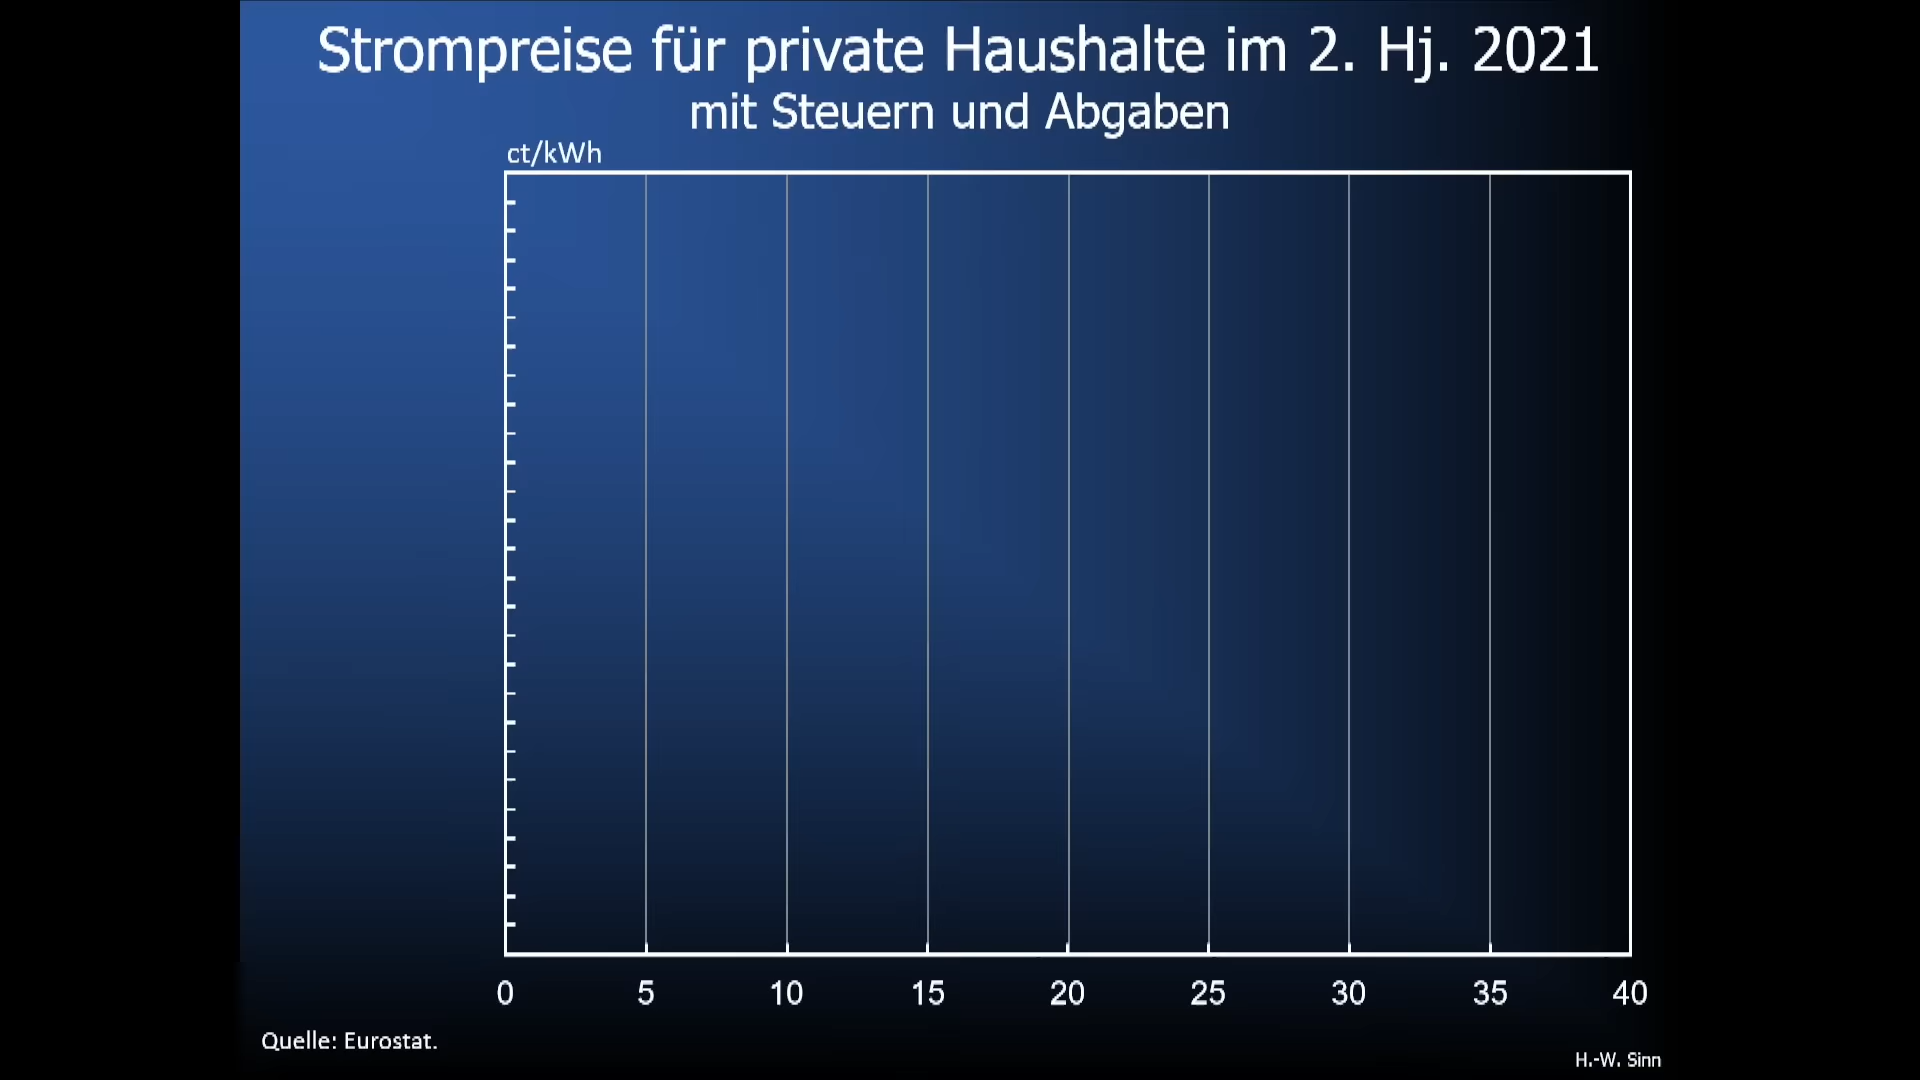 Strompreise für private Haushalte im 2. Hj. 2021
mit Steuern und Abgaben
ct/kWh
0 5 10 15 20 25 30 35 40
Quelle: Eurostat.
H.-W. Sinn